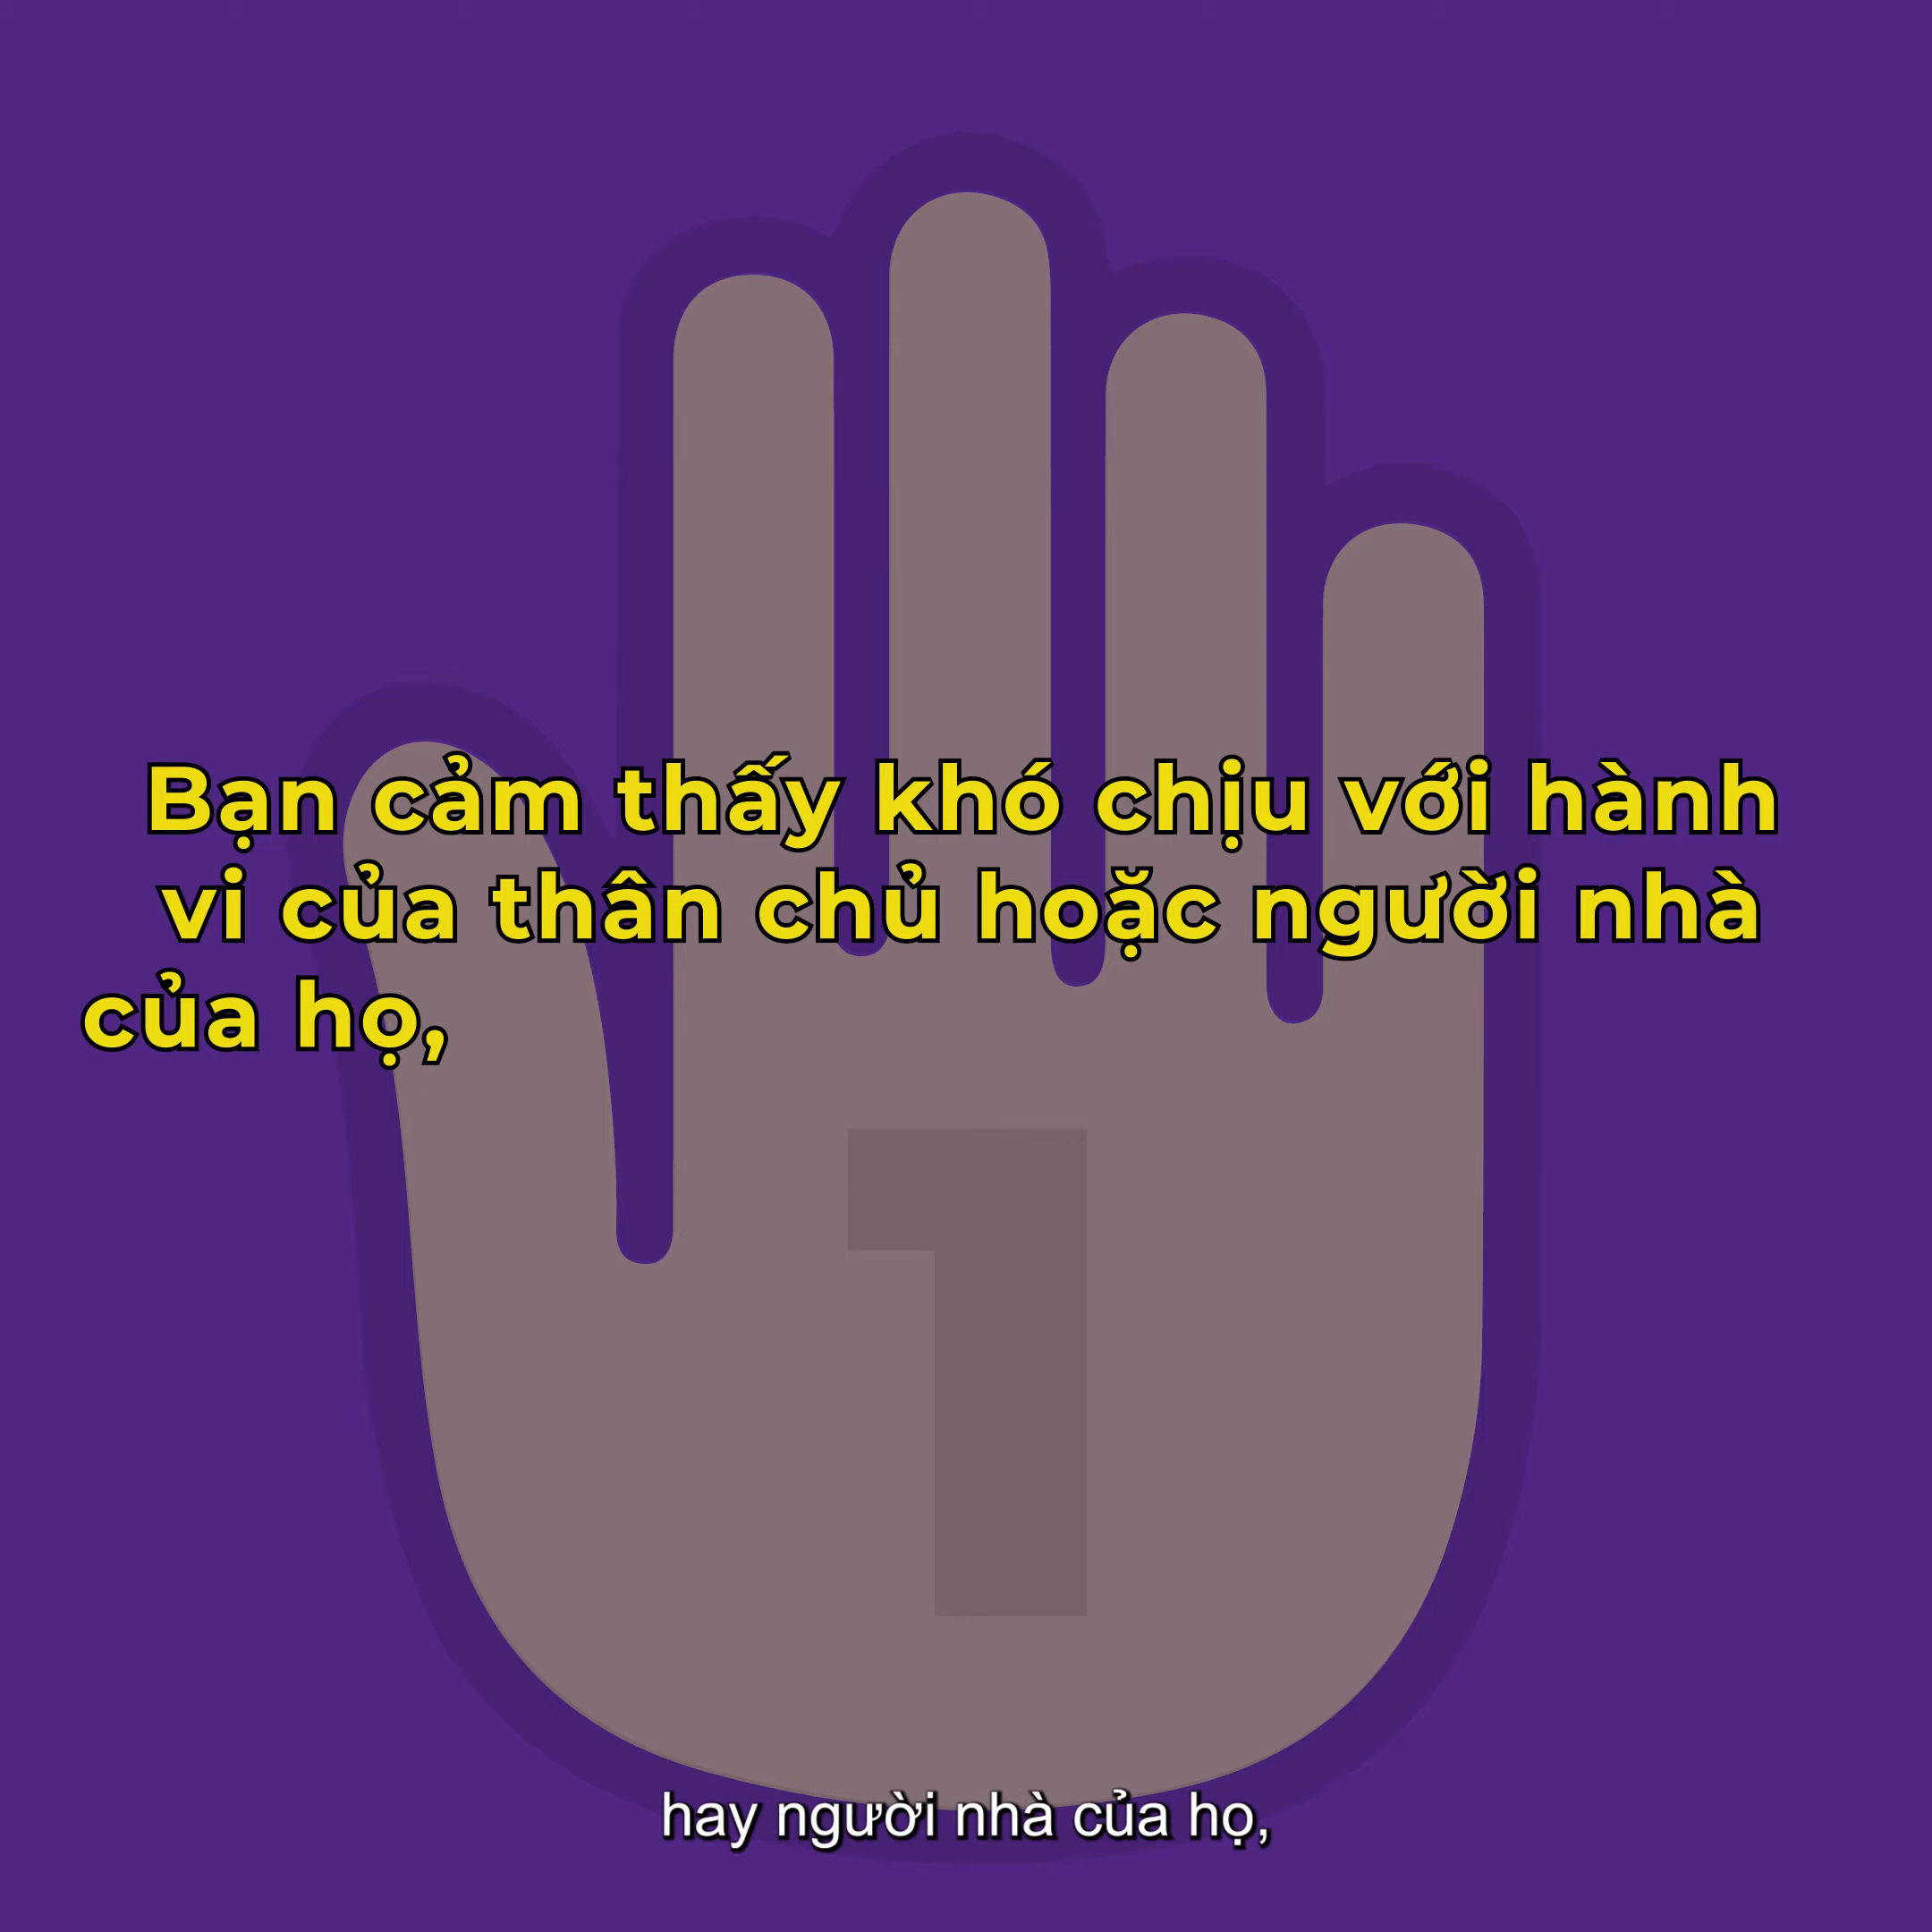 Bạn cảm thấy khó chịu với hành
vi của thân chủ hoặc người nhà
của họ,
1
hay người nhà của họ,